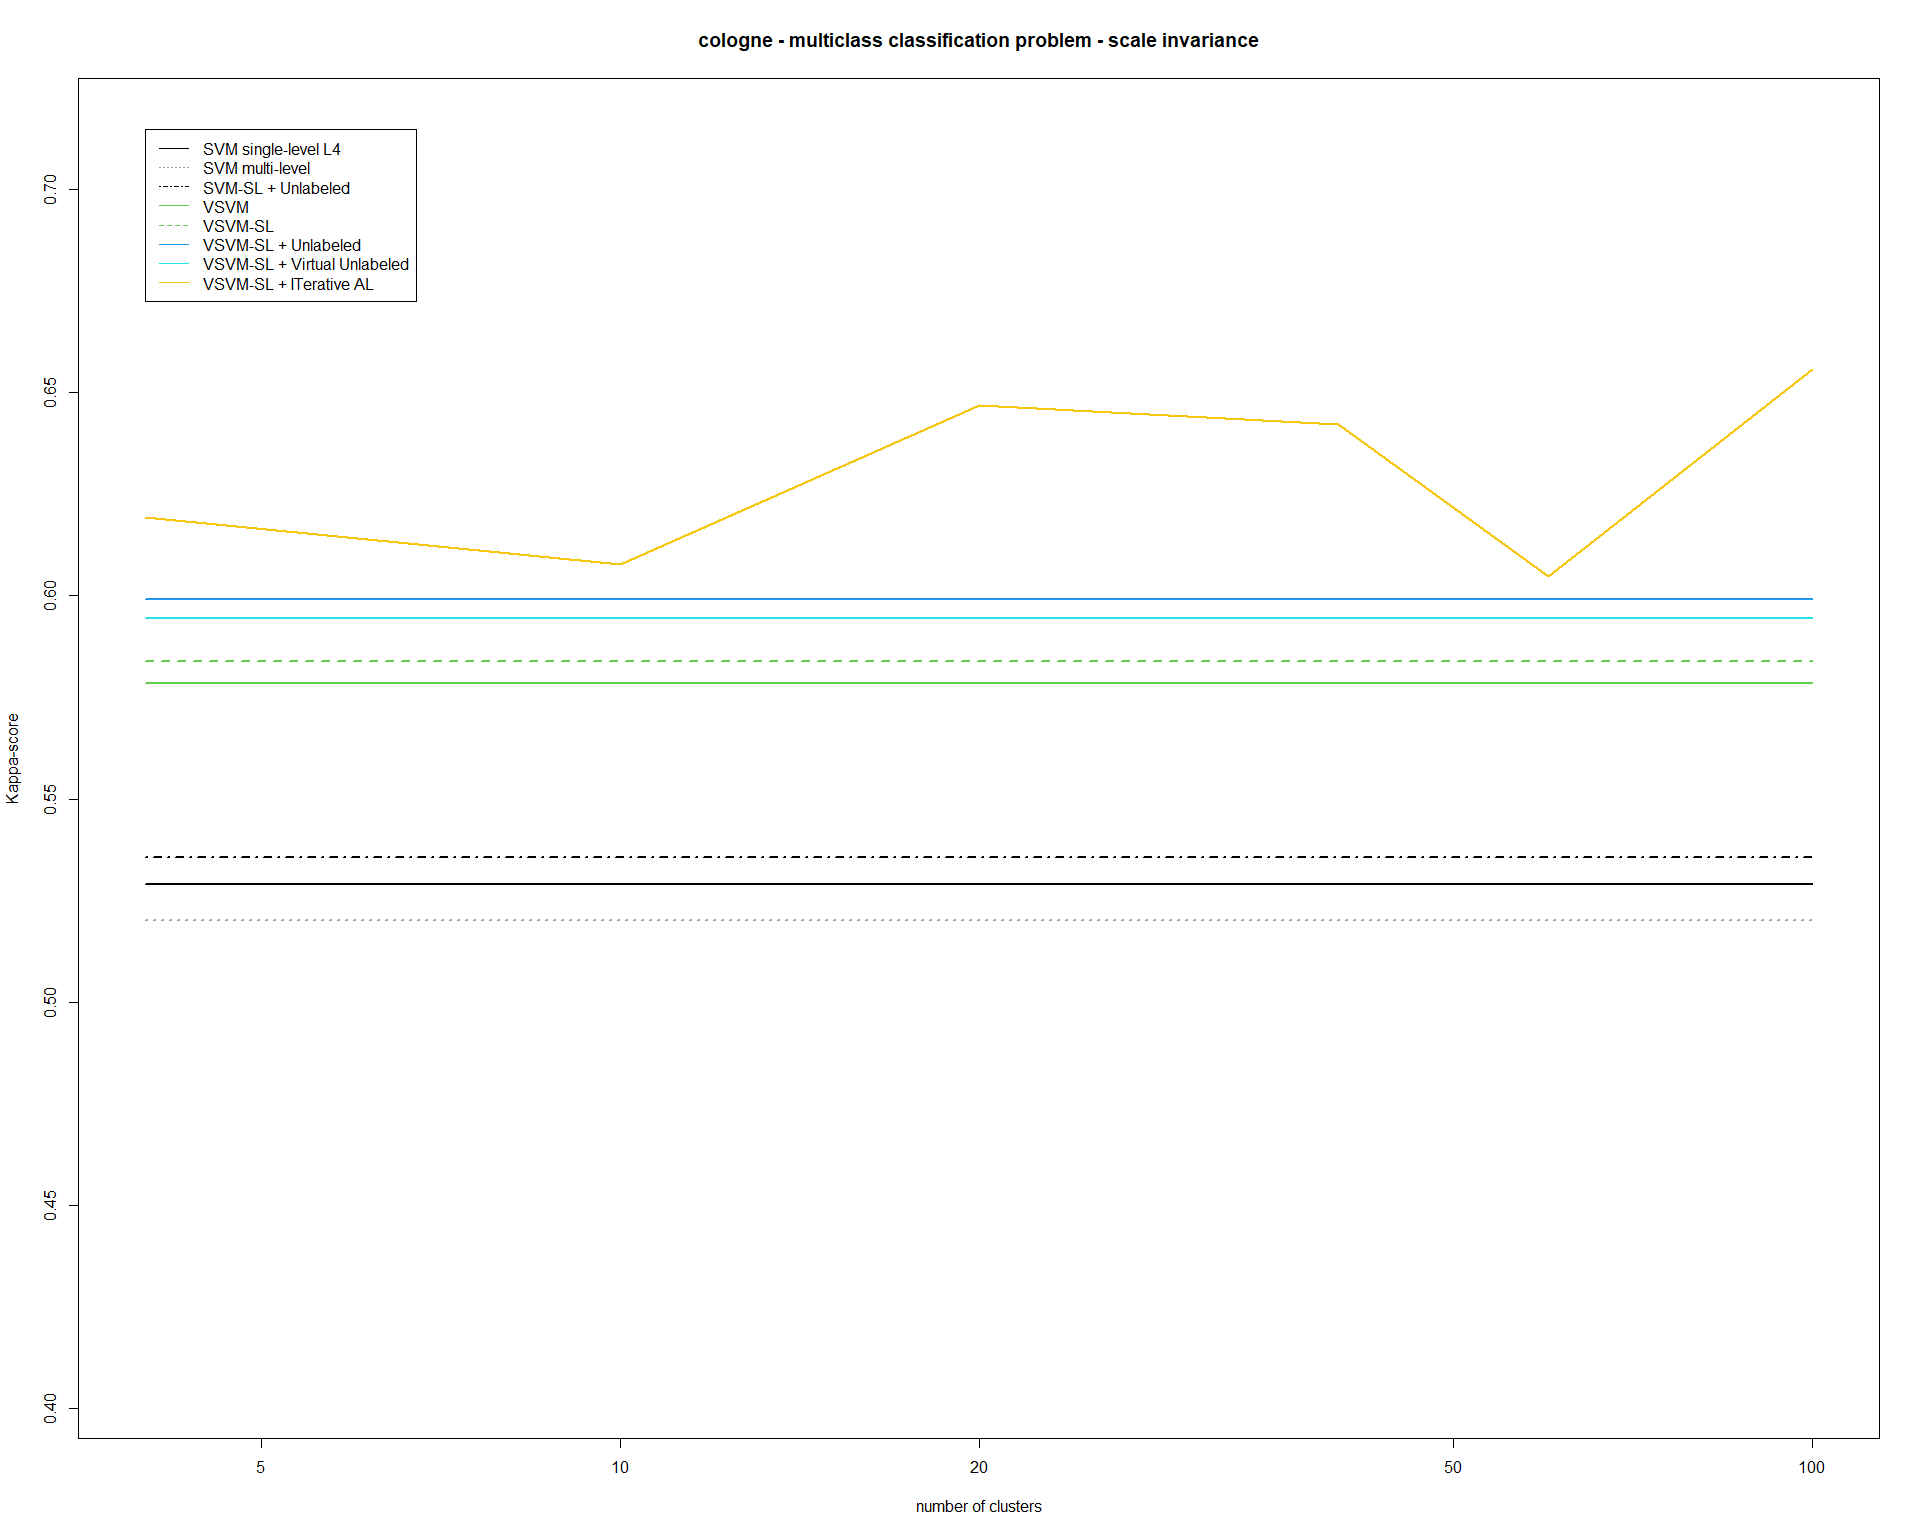 cologne - multiclass classification problem - scale invariance
SVM single-level L4
SVM multi-level
SVM-SL + Unlabeled
VSVM
VSVM-SL
VSVM-SL + Unlabeled
VSVM-SL + Virtual Unlabeled
VSVM-SL + ITerative AL
0.70
0.65
0.60
0.55
0.50
0.45
0.40
Kappa-score
5 10 20 50 100
number of clusters